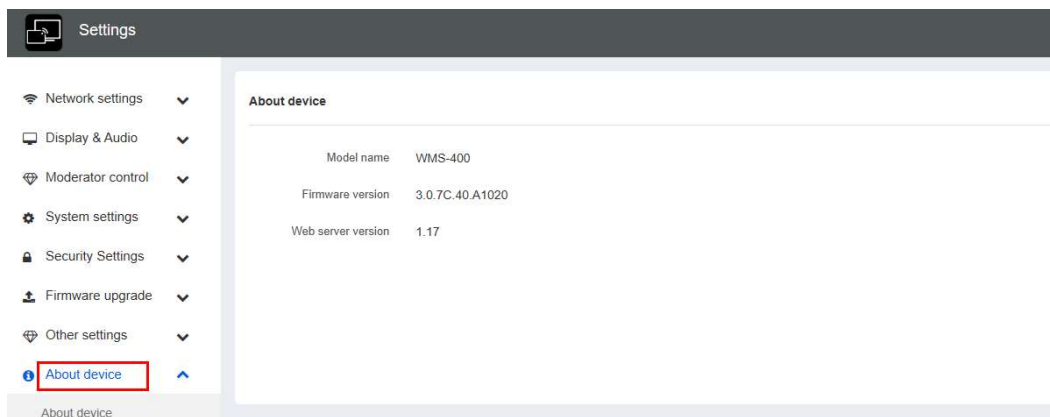 Settings
Network settings
Display & Audio
Moderator control
System settings
Security Settings
Firmware upgrade
Other settings
About device
About device
About device
Model name WMS-400
Firmware version 3.0.7C.40.A1020
Web server version 1.17